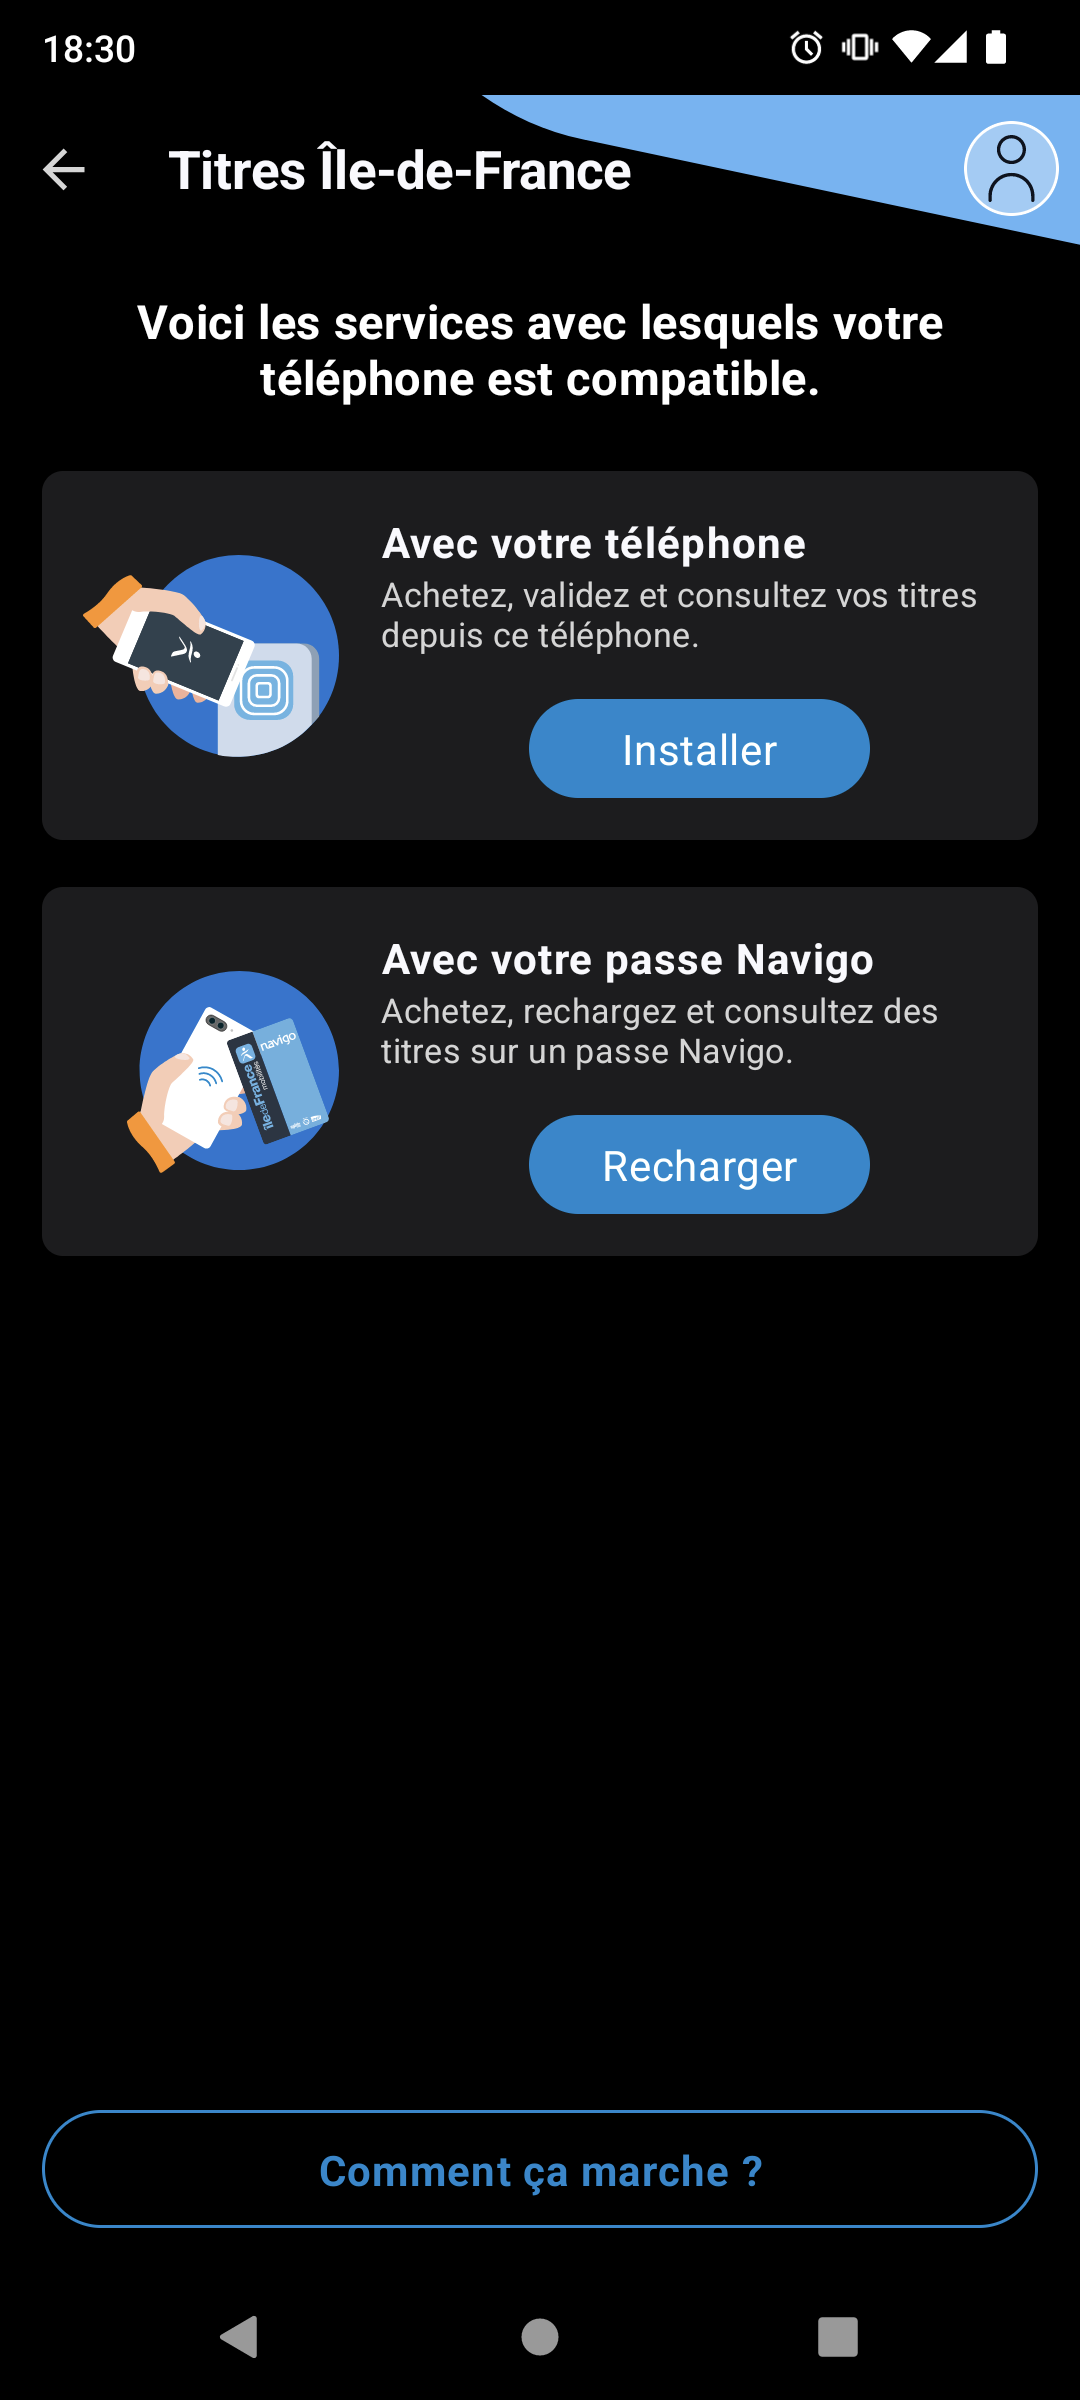 18:30
Titres Île-de-France
Voici les services avec lesquels votre
téléphone est compatible.
Avec votre téléphone
Achetez, validez et consultez vos titres
depuis ce téléphone.
Installer
Avec votre passe Navigo
Achetez, rechargez et consultez des
titres sur un passe Navigo.
navigo
îledeFrance
mobilités
Recharger
Comment ça marche ?